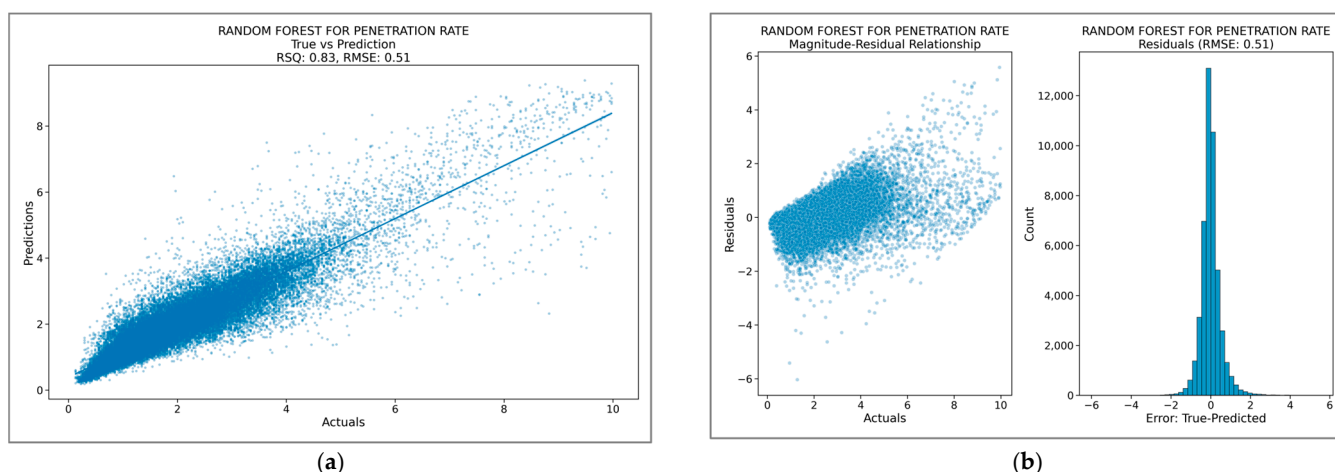 RANDOM FOREST FOR PENETRATION RATE
True vs Prediction
RSQ: 0.83, RMSE: 0.51
Predictions
8
6
4
2
0
0 2 4 6 8 10
Actuals
(a)
RANDOM FOREST FOR PENETRATION RATE
Magnitude-Residual Relationship
Residuals
6
4
2
0
−2
−4
−6
0 2 4 6 8 10
Actuals
RANDOM FOREST FOR PENETRATION RATE
Residuals (RMSE: 0.51)
Count
12,000
10,000
8,000
6,000
4,000
2,000
0
−6 −4 −2 0 2 4 6
Error: True-Predicted
(b)